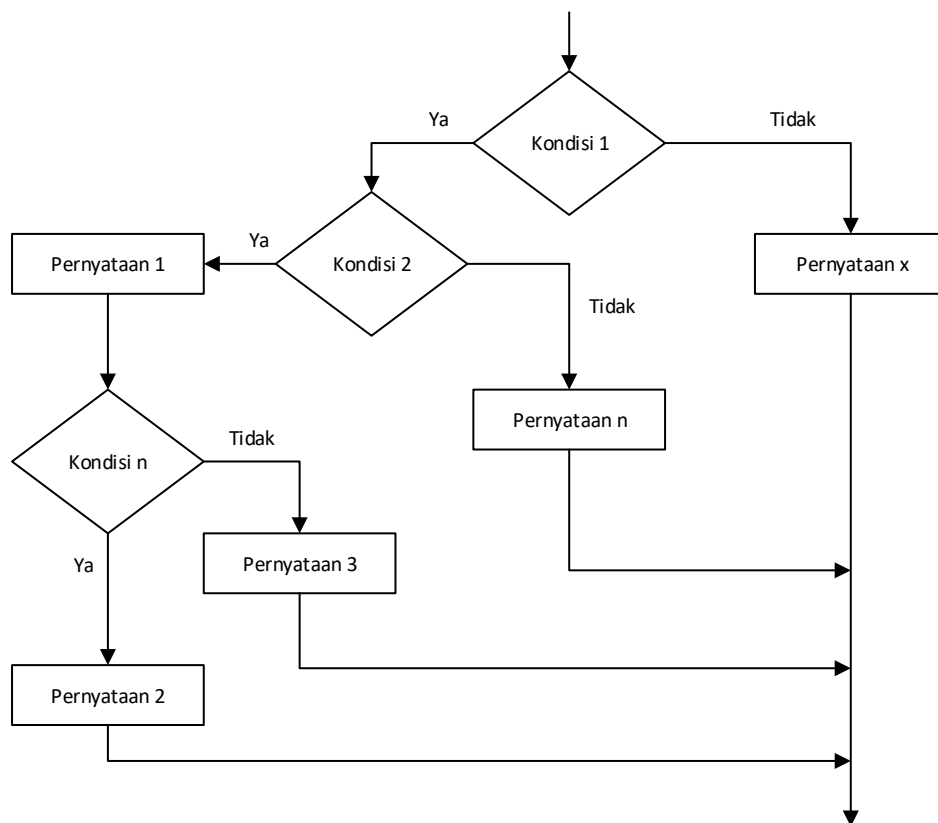 Ya
Tidak
Kondisi 1
Ya
Pernyataan 1
Kondisi 2
Pernyataan x
Tidak
Pernyataan n
Tidak
Kondisi n
Ya
Pernyataan 3
Pernyataan 2